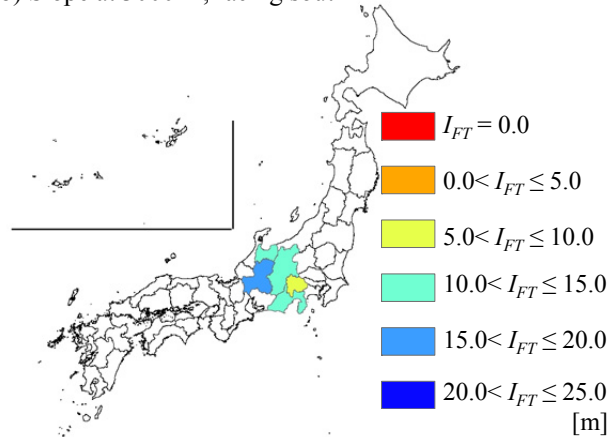 I_FT = 0.0
0.0< I_FT ≤ 5.0
5.0< I_FT ≤ 10.0
10.0< I_FT ≤ 15.0
15.0< I_FT ≤ 20.0
20.0< I_FT ≤ 25.0
[m]